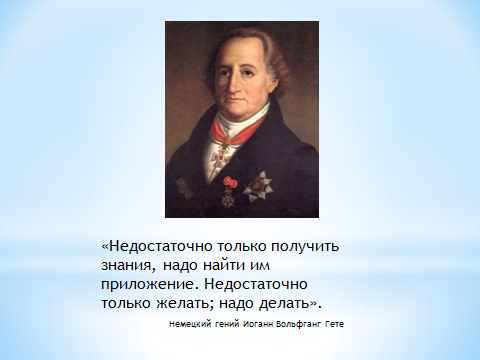 «Недостаточно только получить
знания, надо найти им
приложение. Недостаточно
только желать; надо делать».
Немецкий гений Иоганн Вольфганг Гете